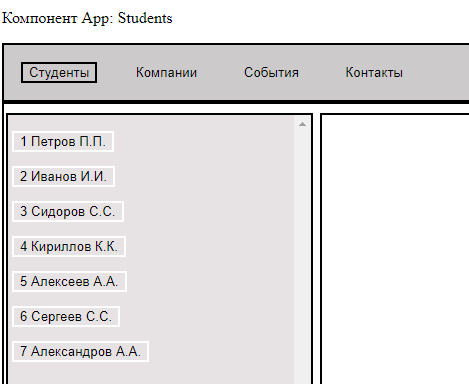 Компонент App: Students
Студенты Компании События Контакты
1 Петров П.П.
2 Иванов И.И.
3 Сидоров С.С.
4 Кириллов К.К.
5 Алексеев А.А.
6 Сергеев С.С.
7 Александров А.А.